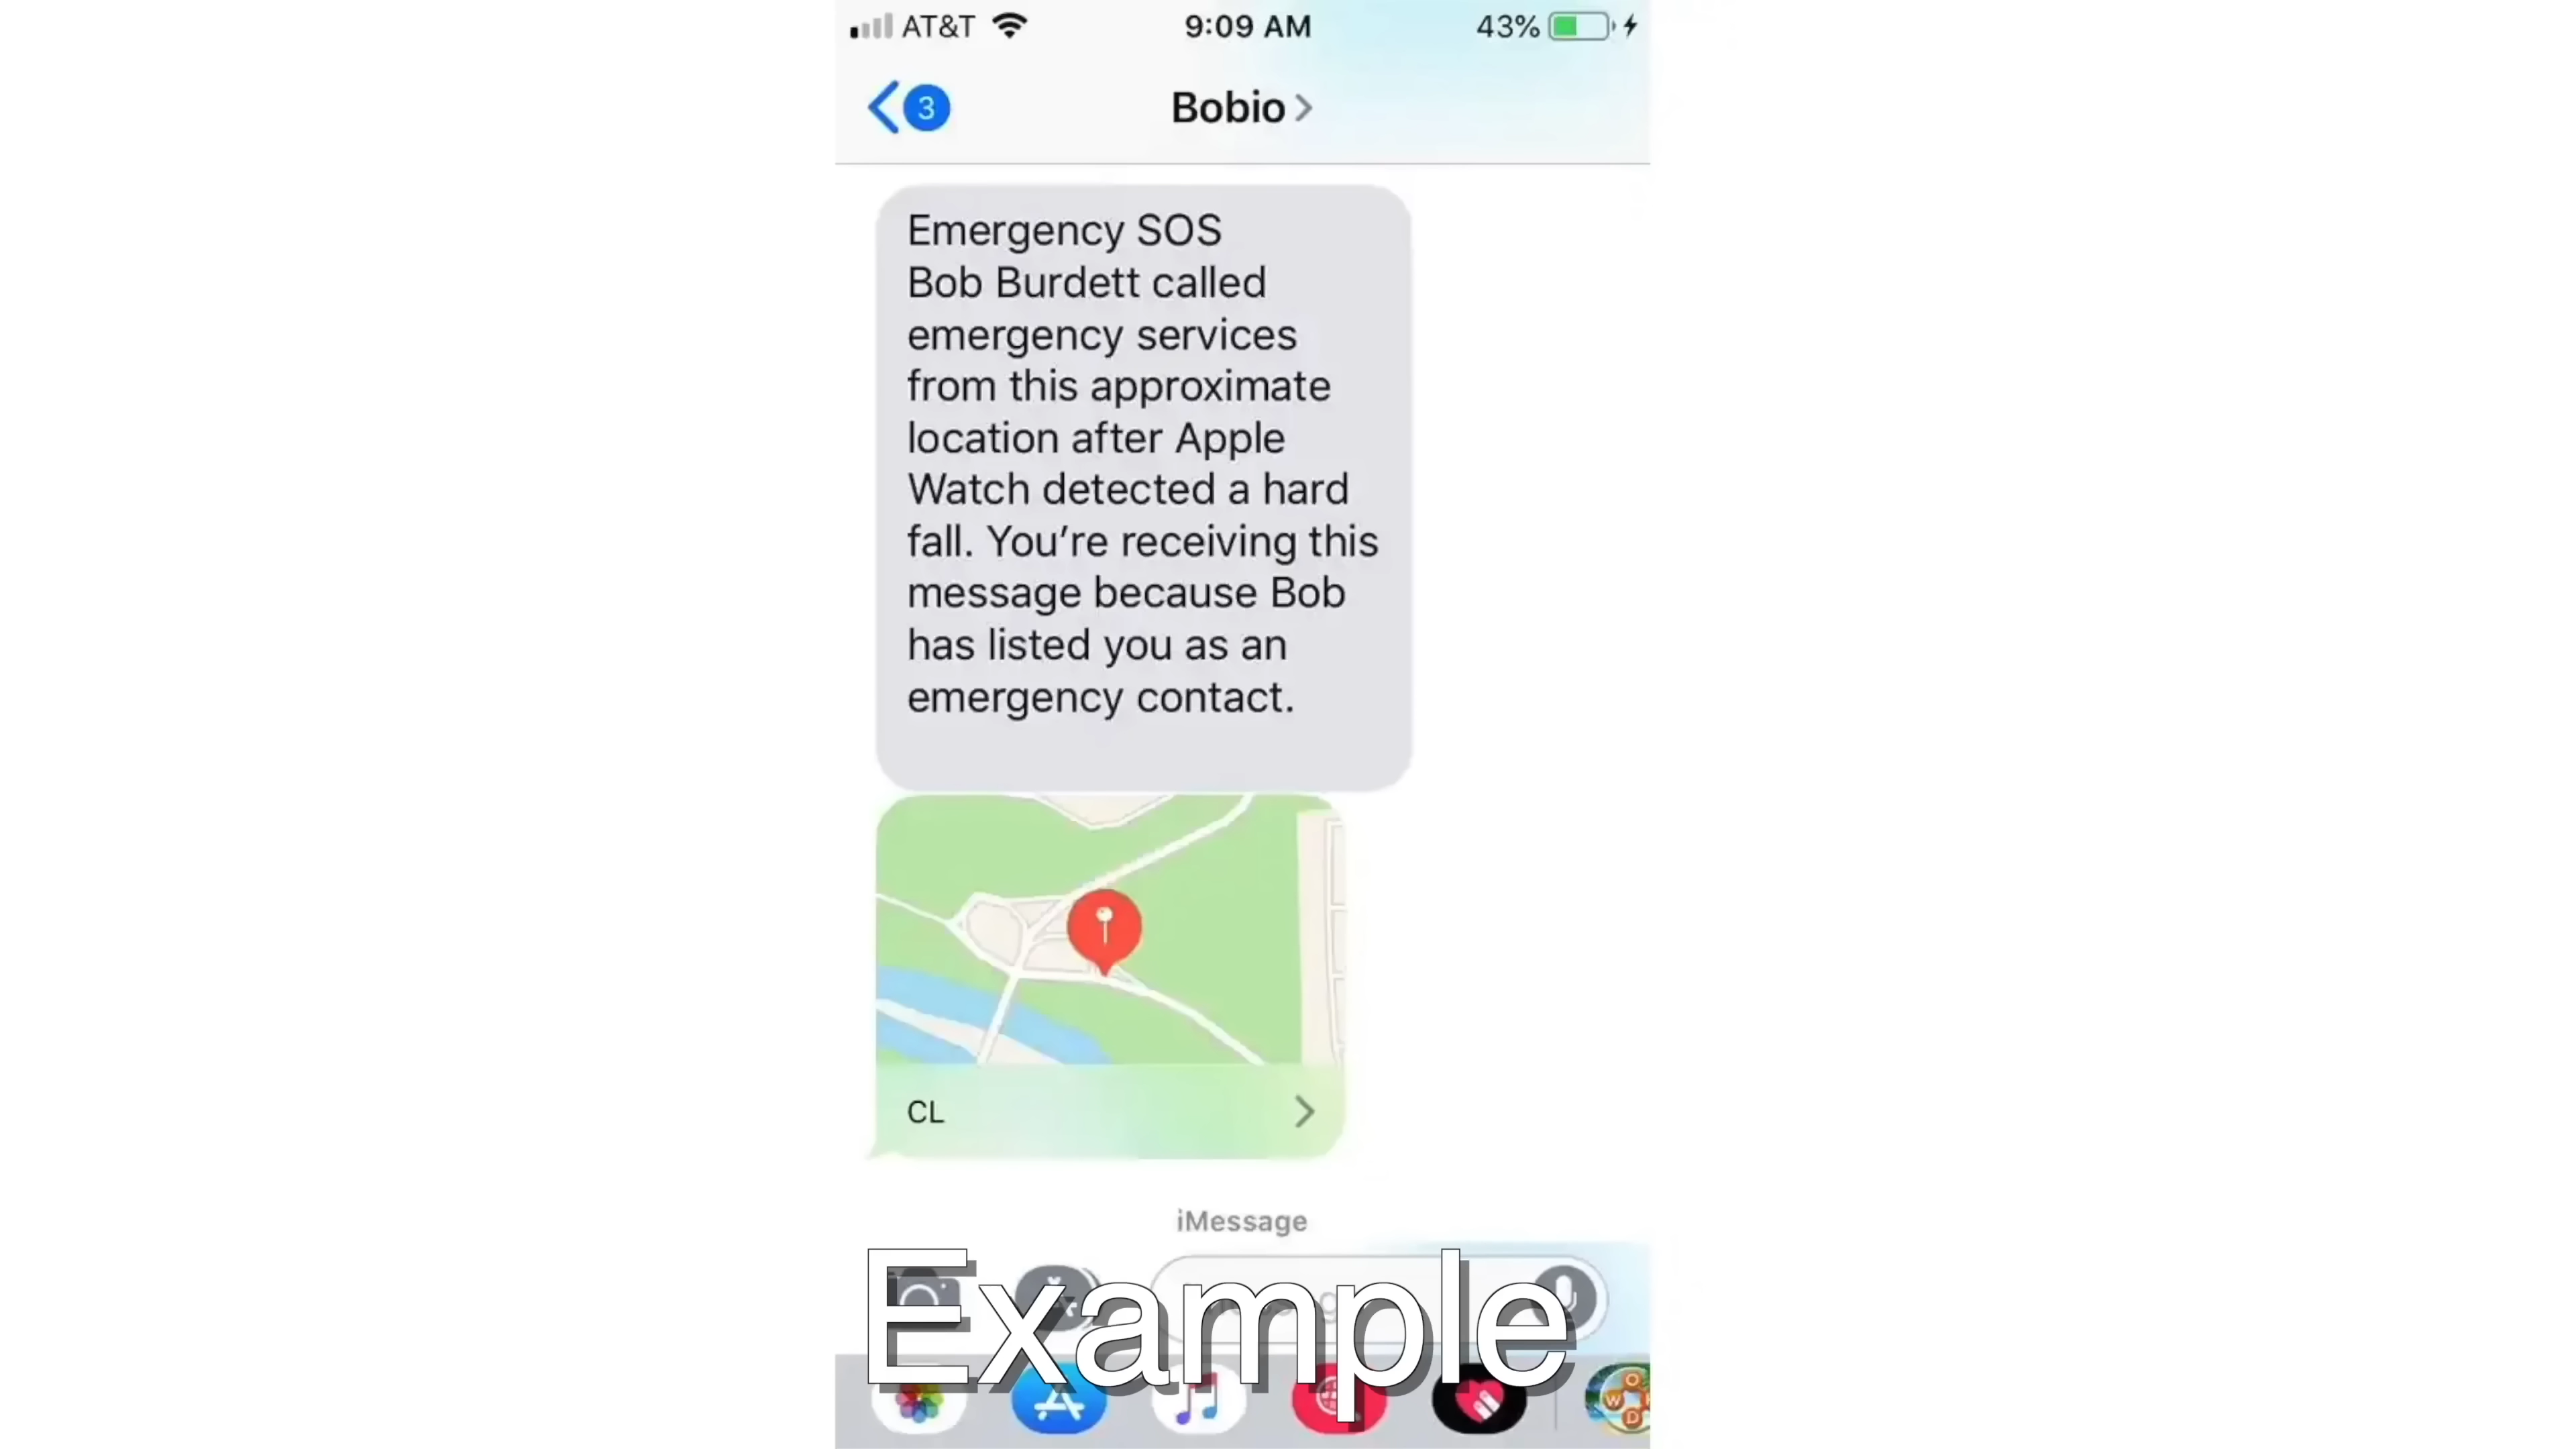 AT&T 9:09 AM 43%
3 Bobio
Emergency SOS
Bob Burdett called
emergency services
from this approximate
location after Apple
Watch detected a hard
fall. You’re receiving this
message because Bob
has listed you as an
emergency contact.
CL
iMessage
Example